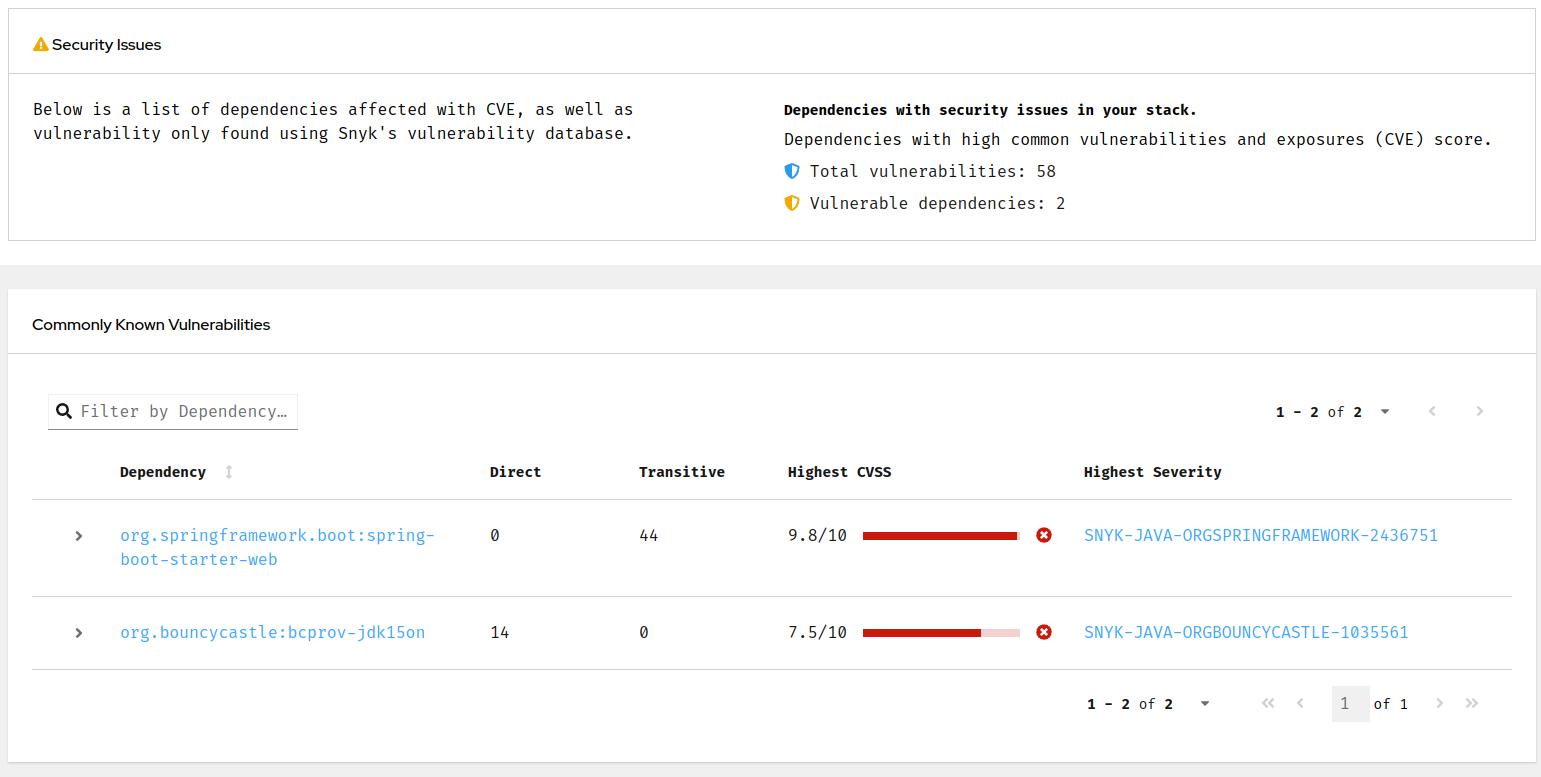 Security Issues
Below is a list of dependencies affected with CVE, as well as
vulnerability only found using Snyk's vulnerability database.
Dependencies with security issues in your stack.
Dependencies with high common vulnerabilities and exposures (CVE) score.
Total vulnerabilities: 58
Vulnerable dependencies: 2
Commonly Known Vulnerabilities
Filter by Dependency…
1 - 2 of 2
Dependency Direct Transitive Highest CVSS Highest Severity
org.springframework.boot:spring-
boot-starter-web
0 44 9.8/10 SNYK-JAVA-ORGSPRINGFRAMEWORK-2436751
org.bouncycastle:bcprov-jdk15on 14 0 7.5/10 SNYK-JAVA-ORGBOUNCYCASTLE-1035561
1 - 2 of 2 1 of 1